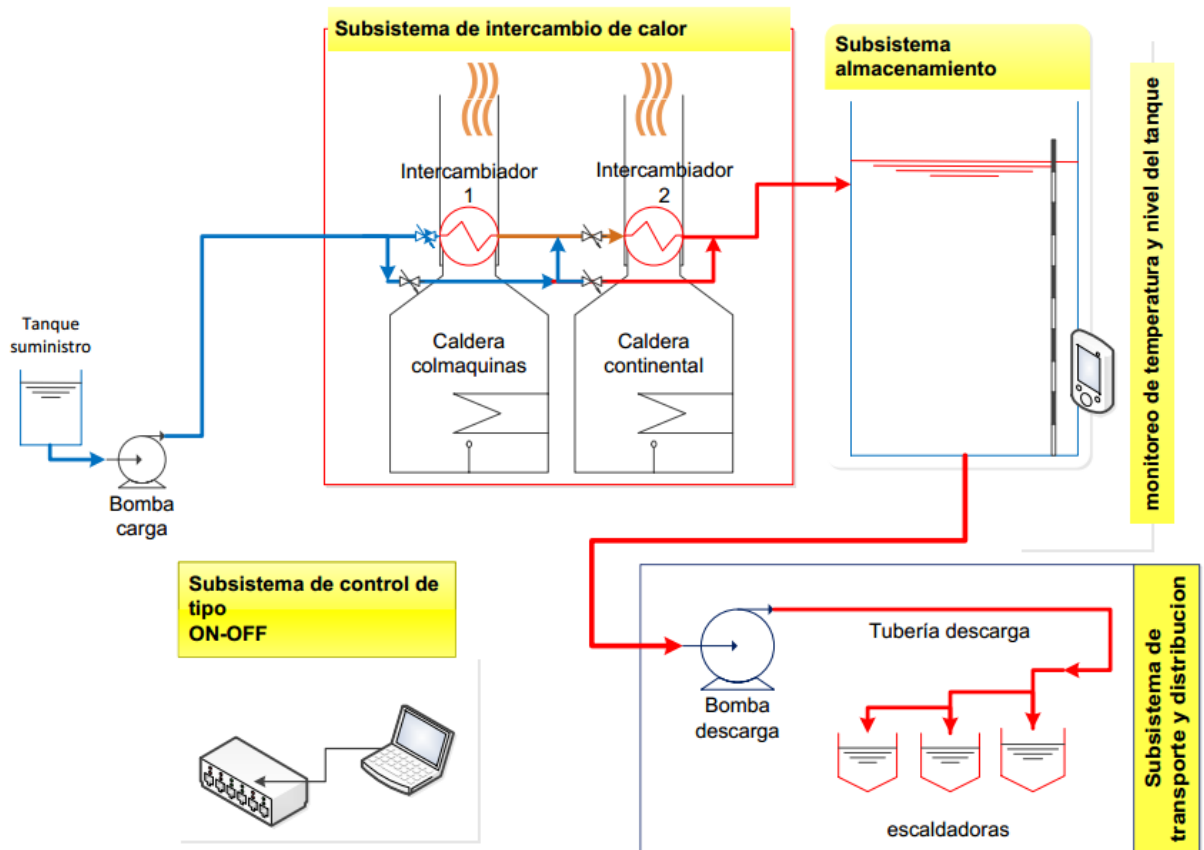 Subsistema de intercambio de calor
Subsistema
almacenamiento
monitoreo de temperatura y nivel del tanque
Intercambiador
1
Intercambiador
2
Tanque
suministro
Caldera
colmaquinas
Caldera
continental
Bomba
carga
Subsistema de control de
tipo
ON-OFF
Tubería descarga
Bomba
descarga
escaldadoras
Subsistema de
transporte y distribucion